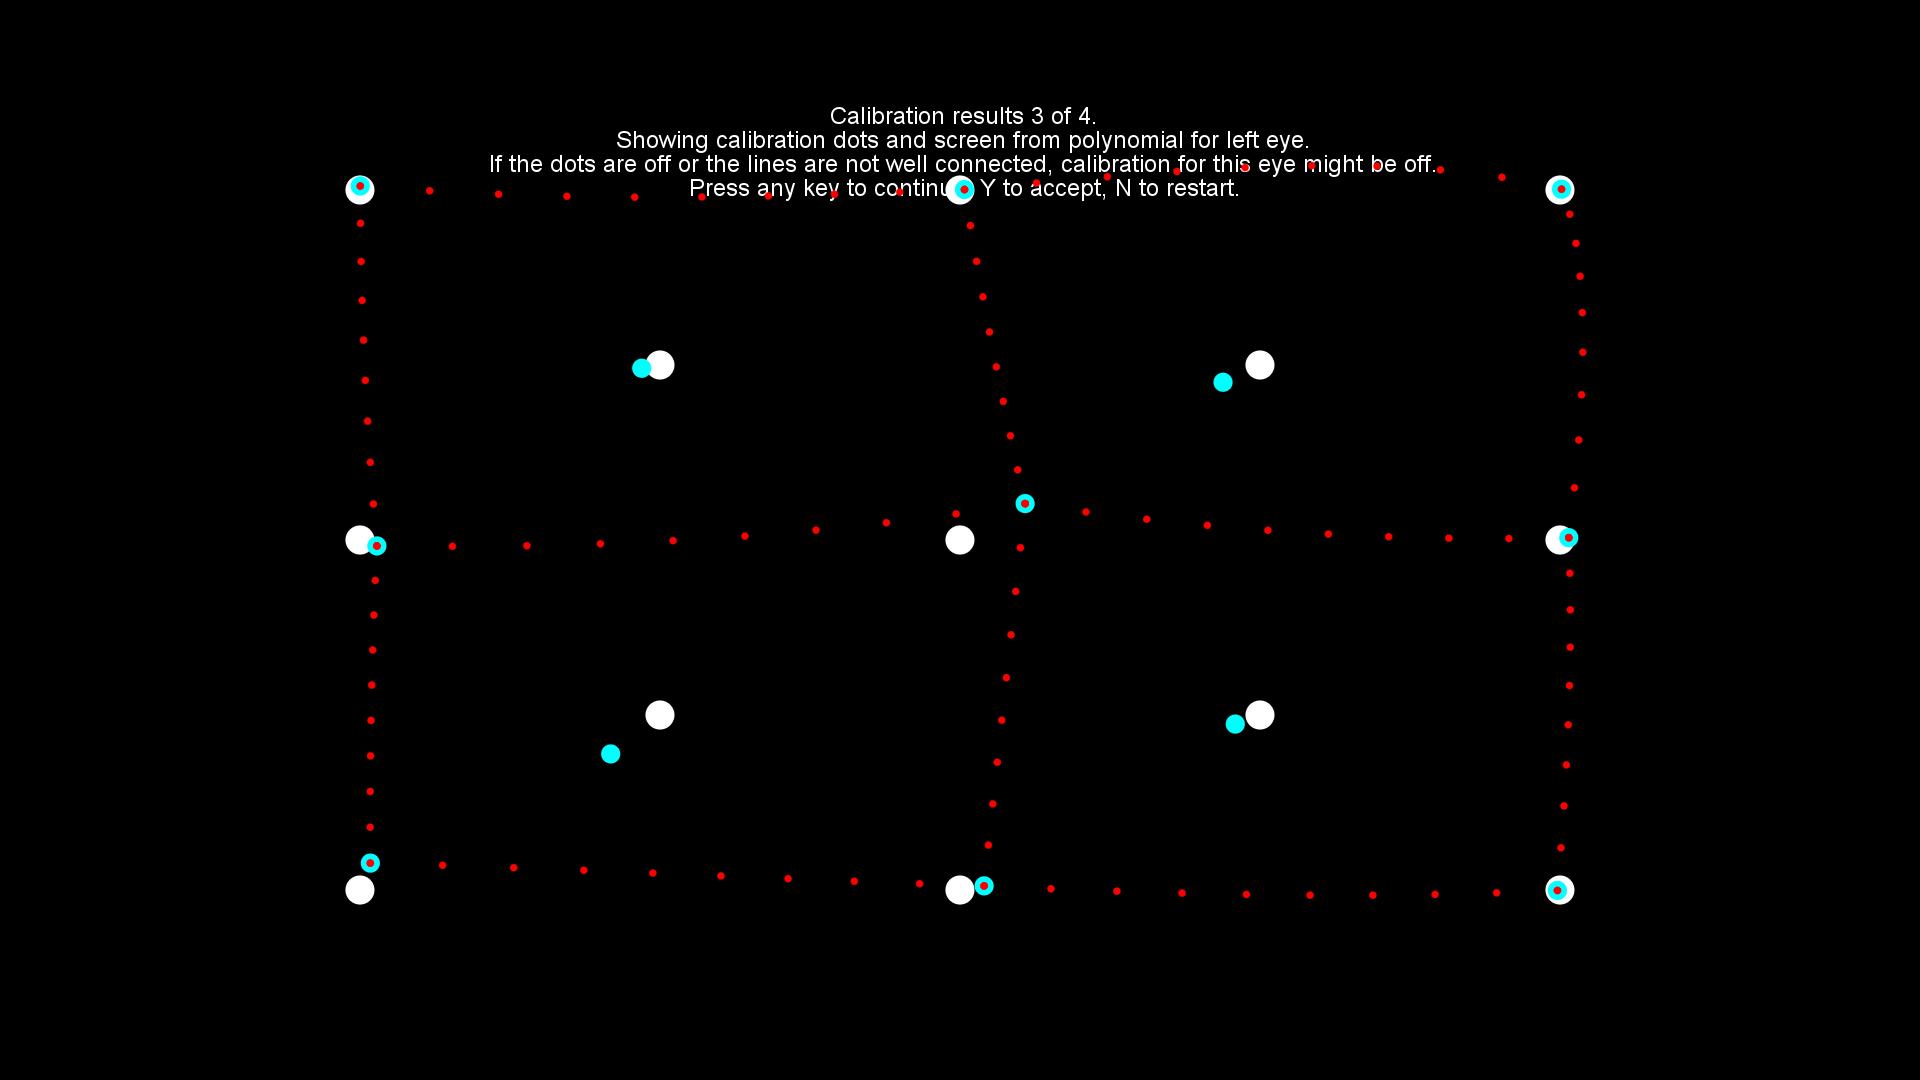 Calibration results 3 of 4.
Showing calibration dots and screen from polynomial for left eye.
If the dots are off or the lines are not well connected, calibration for this eye might be off.
Press any key to continu Y to accept, N to restart.